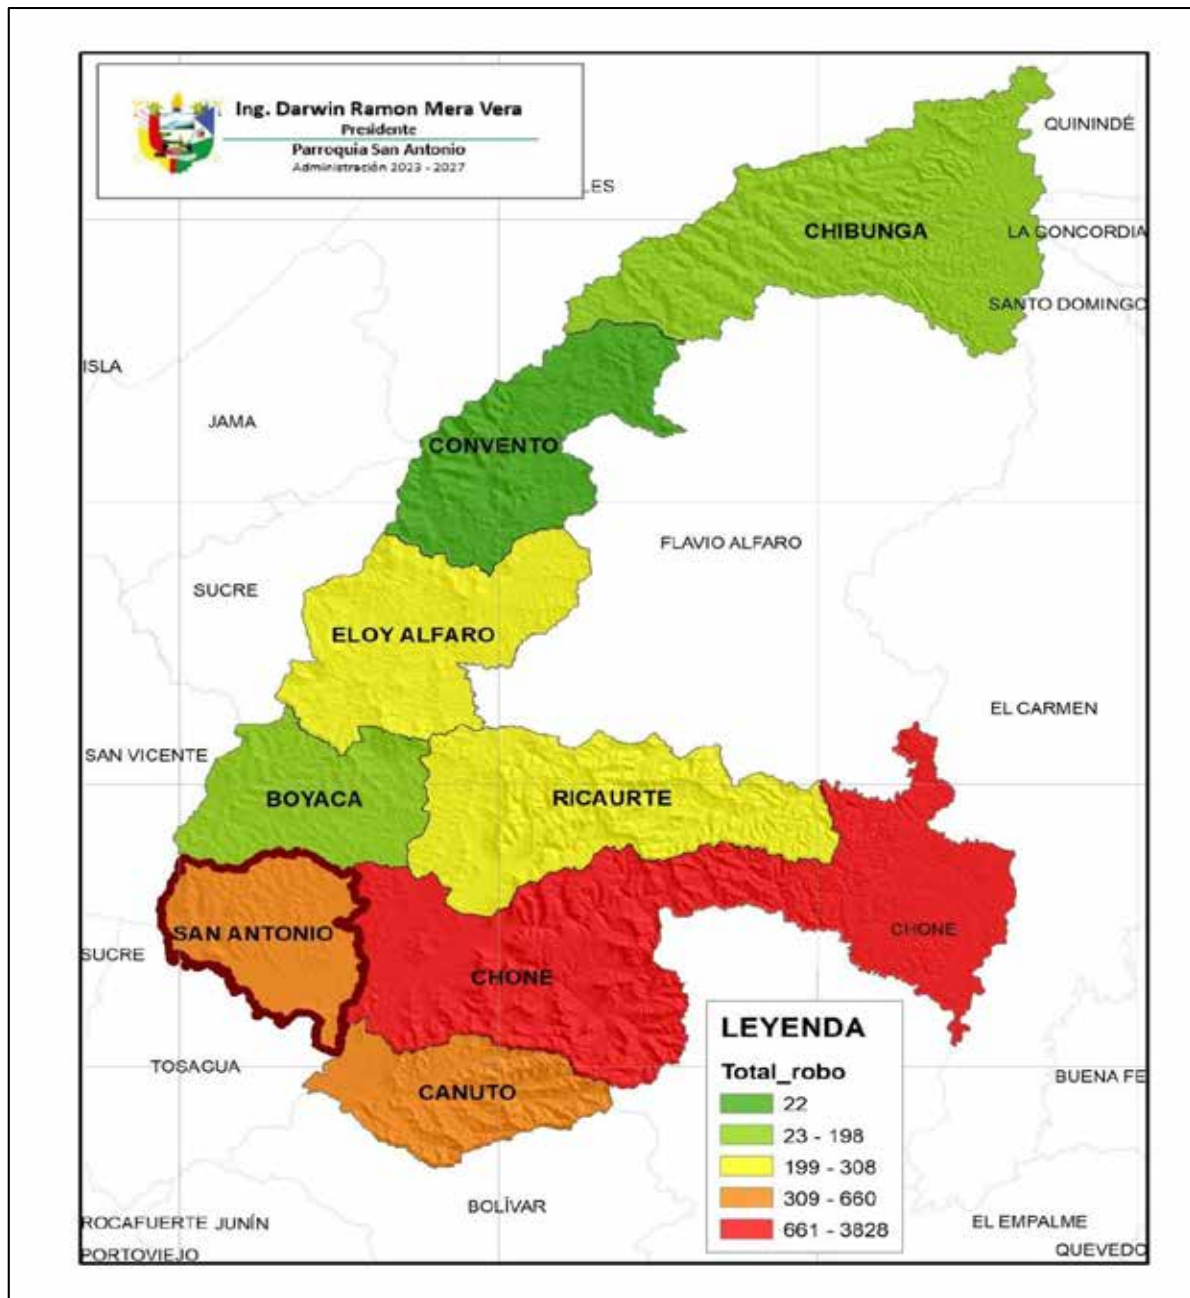 Ing. Darwin Ramon Mera Vera
Presidente
Parroquia San Antonio
Administración 2023 - 2027
QUININDÉ
LES
CHIBUNGA
LA CONCORDIA
SANTO DOMINGO
ISLA
JAMA
CONVENTO
FLAVIO ALFARO
SUCRE
ELOY ALFARO
EL CARMEN
SAN VICENTE
BOYACA
RICAURTE
SAN ANTONIO
CHONE
SUCRE
CHONE
TOSAGUA
CANUTO
BUENA FE
BOLÍVAR
ROCAFUERTE JUNÍN
EL EMPALME
PORTOVIEJO
QUEVEDO
LEYENDA
Total_robo
22
23 - 198
199 - 308
309 - 660
661 - 3828